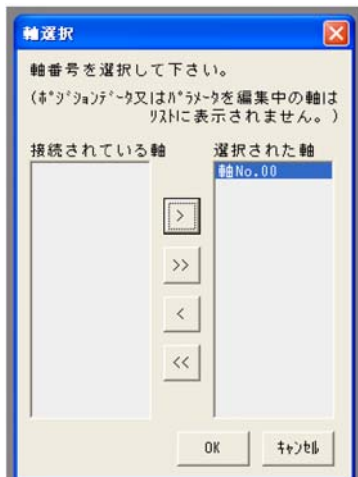 軸選択
軸番号を選択して下さい。
(ﾎﾟｼﾞｼｮﾝﾃﾞｰﾀ又はﾊﾟﾗﾒｰﾀを編集中の軸は
ﾘｽﾄに表示されません。)
接続されている軸
選択された軸
軸No.00
>
>>
<
<<
OK
ｷｬﾝｾﾙ